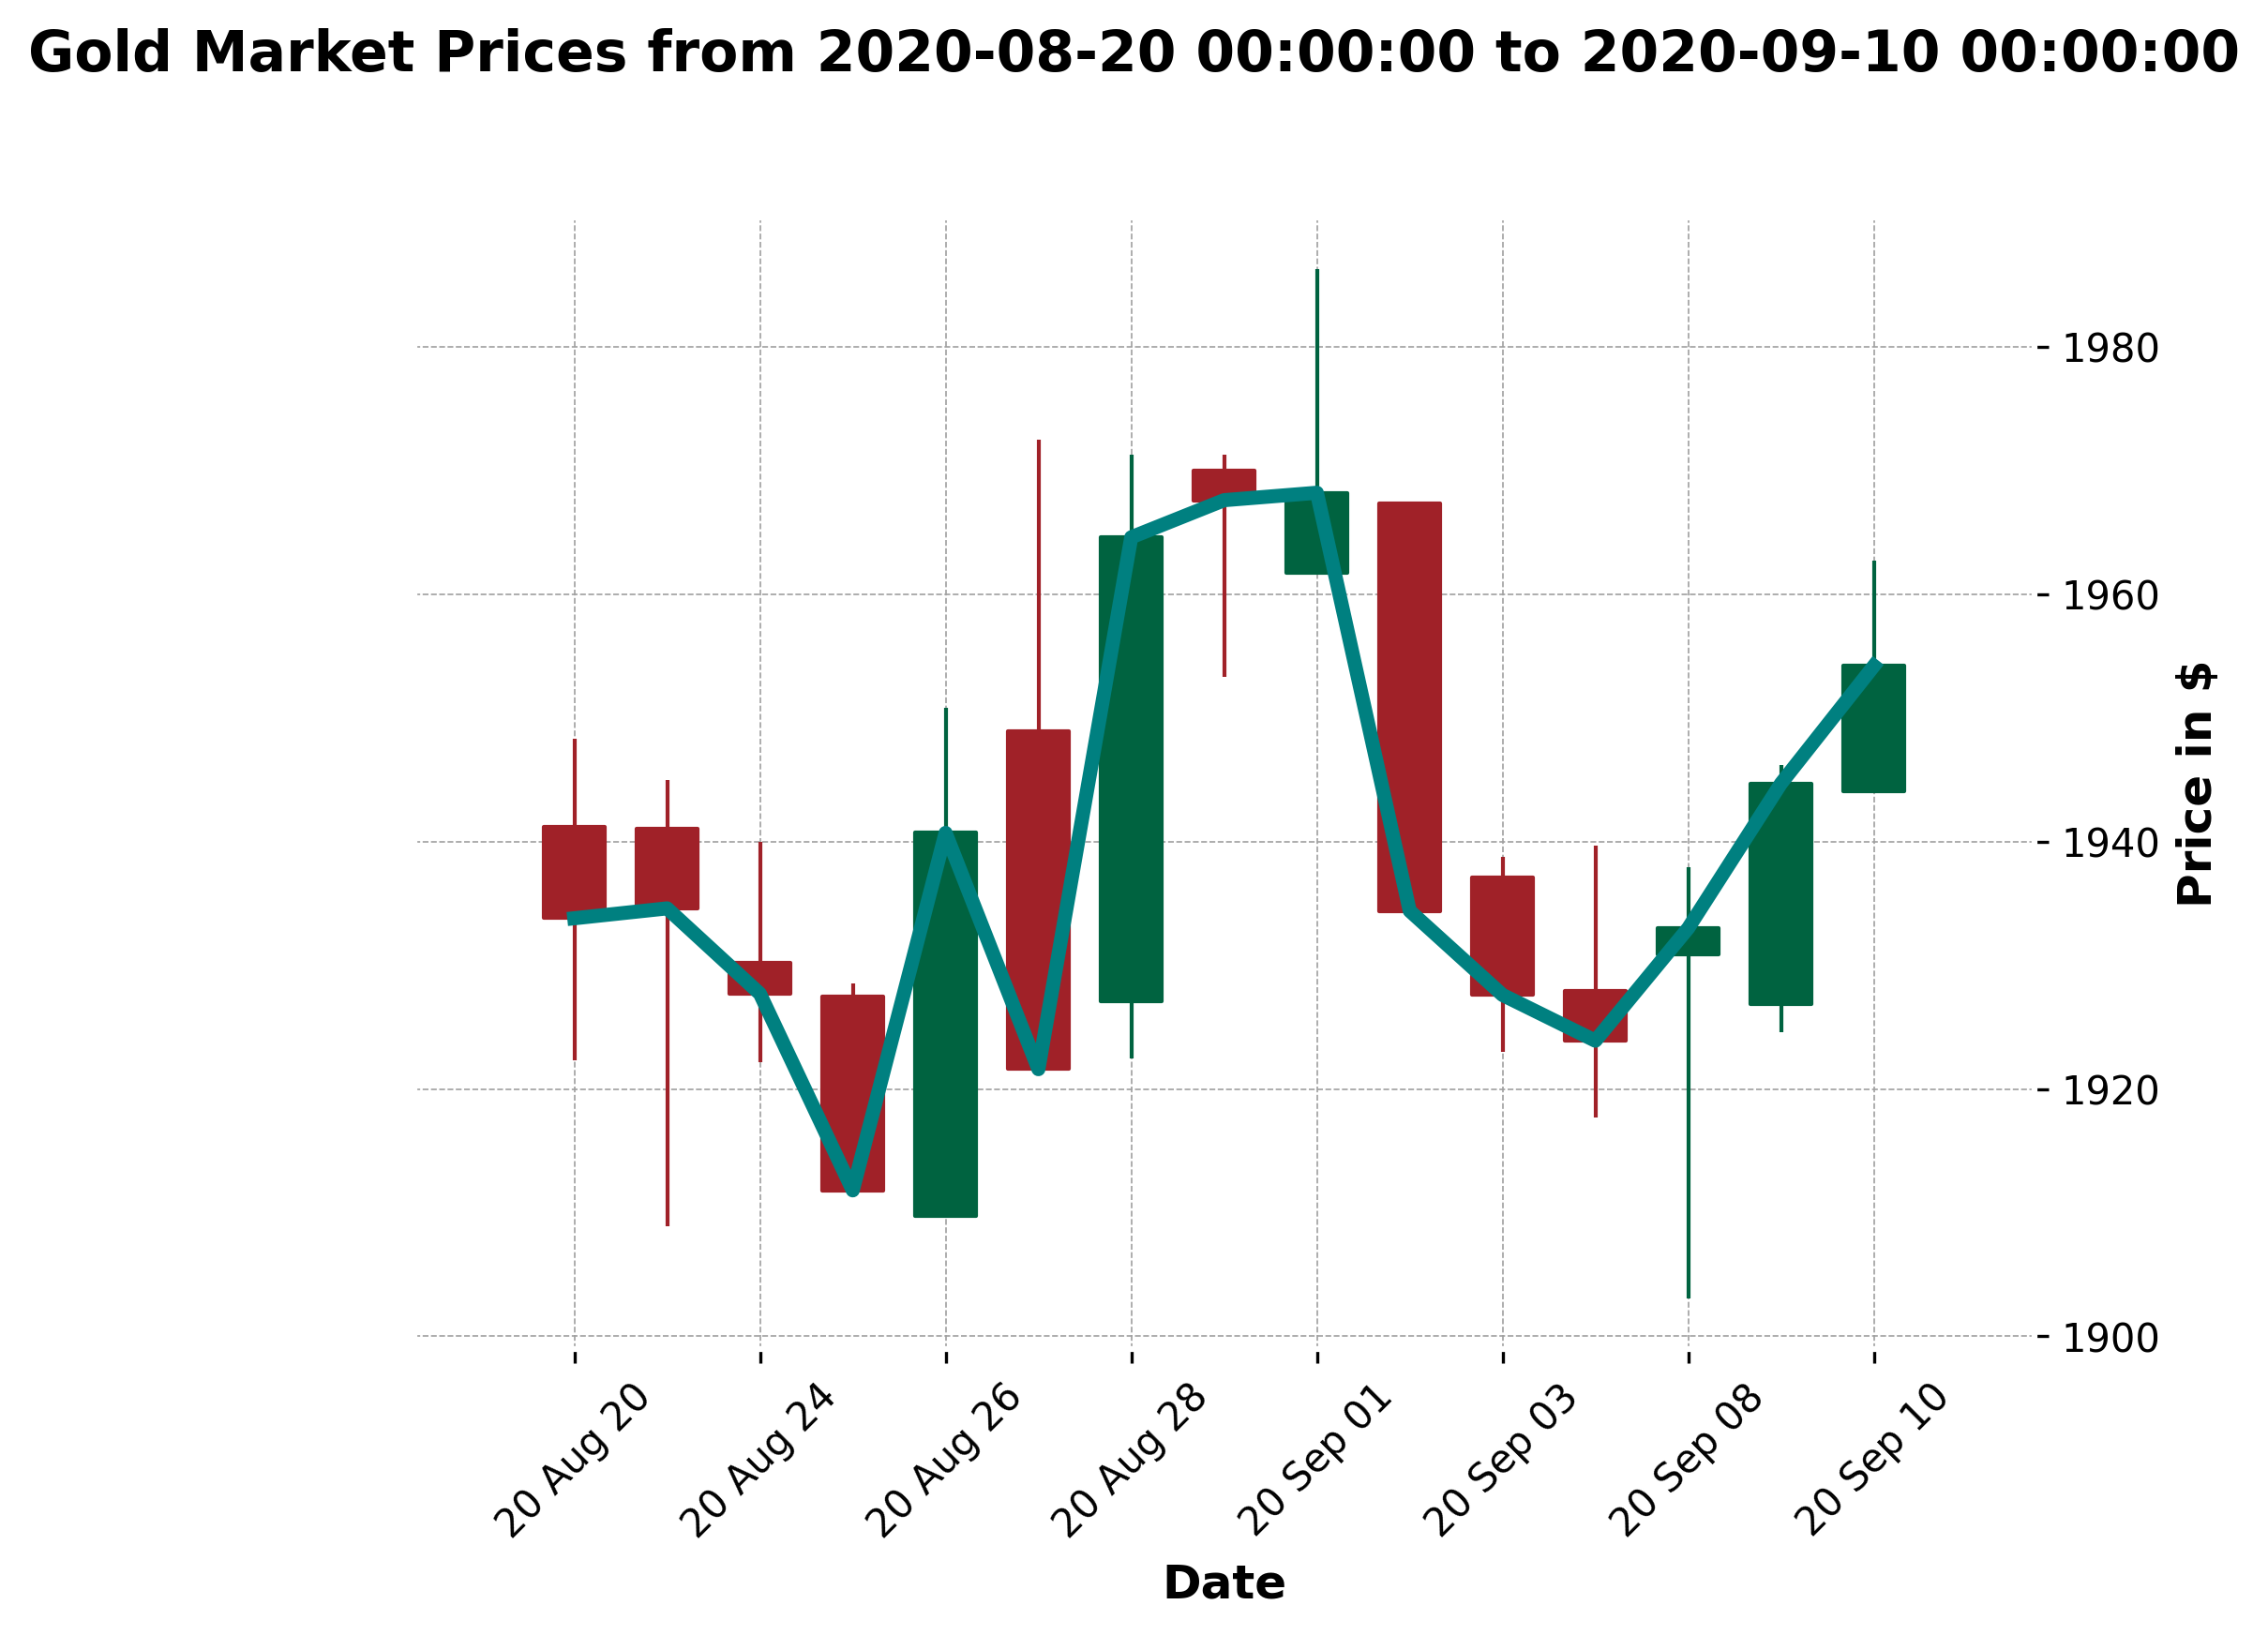 Gold Market Prices from 2020-08-20 00:00:00 to 2020-09-10 00:00:00
1980
1960
1940
1920
1900
Price in $
20 Aug 20
20 Aug 24
20 Aug 26
20 Aug 28
20 Sep 01
20 Sep 03
20 Sep 08
20 Sep 10
Date